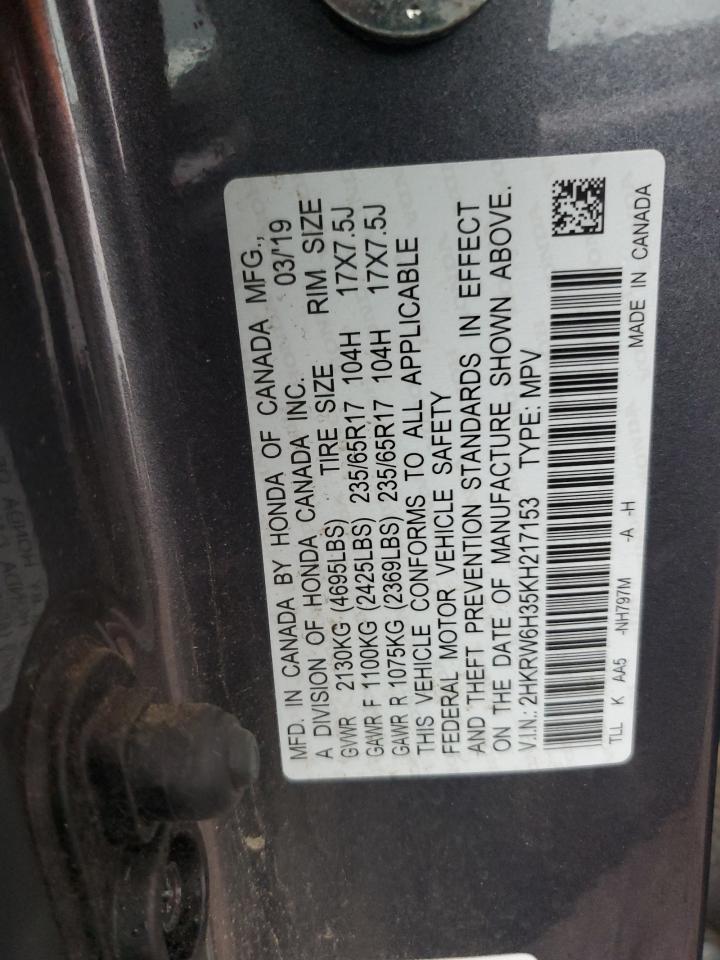 MFD. IN CANADA BY HONDA OF CANADA MFG.,
A DIVISION OF HONDA CANADA INC. 03/'19
GVWR 2130KG (4695LBS) TIRE SIZE RIM SIZE
GAWR F 1100KG (2425LBS) 235/65R17 104H 17X7.5J
GAWR R 1075KG (2369LBS) 235/65R17 104H 17X7.5J
THIS VEHICLE CONFORMS TO ALL APPLICABLE
FEDERAL MOTOR VEHICLE SAFETY
AND THEFT PREVENTION STANDARDS IN EFFECT
ON THE DATE OF MANUFACTURE SHOWN ABOVE.
V.I.N.: 2HKRW6H35KH217153 TYPE: MPV
TLL K AA5 -NH797M -A -H MADE IN CANADA